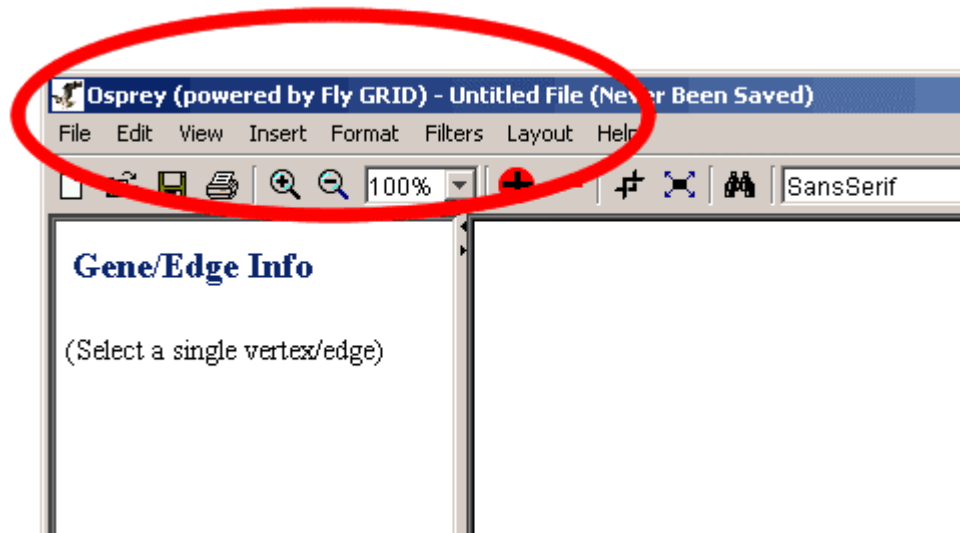 Osprey (powered by Fly GRID) - Untitled File (Never Been Saved)
File Edit View Insert Format Filters Layout Help
100% SansSerif
Gene/Edge Info
(Select a single vertex/edge)